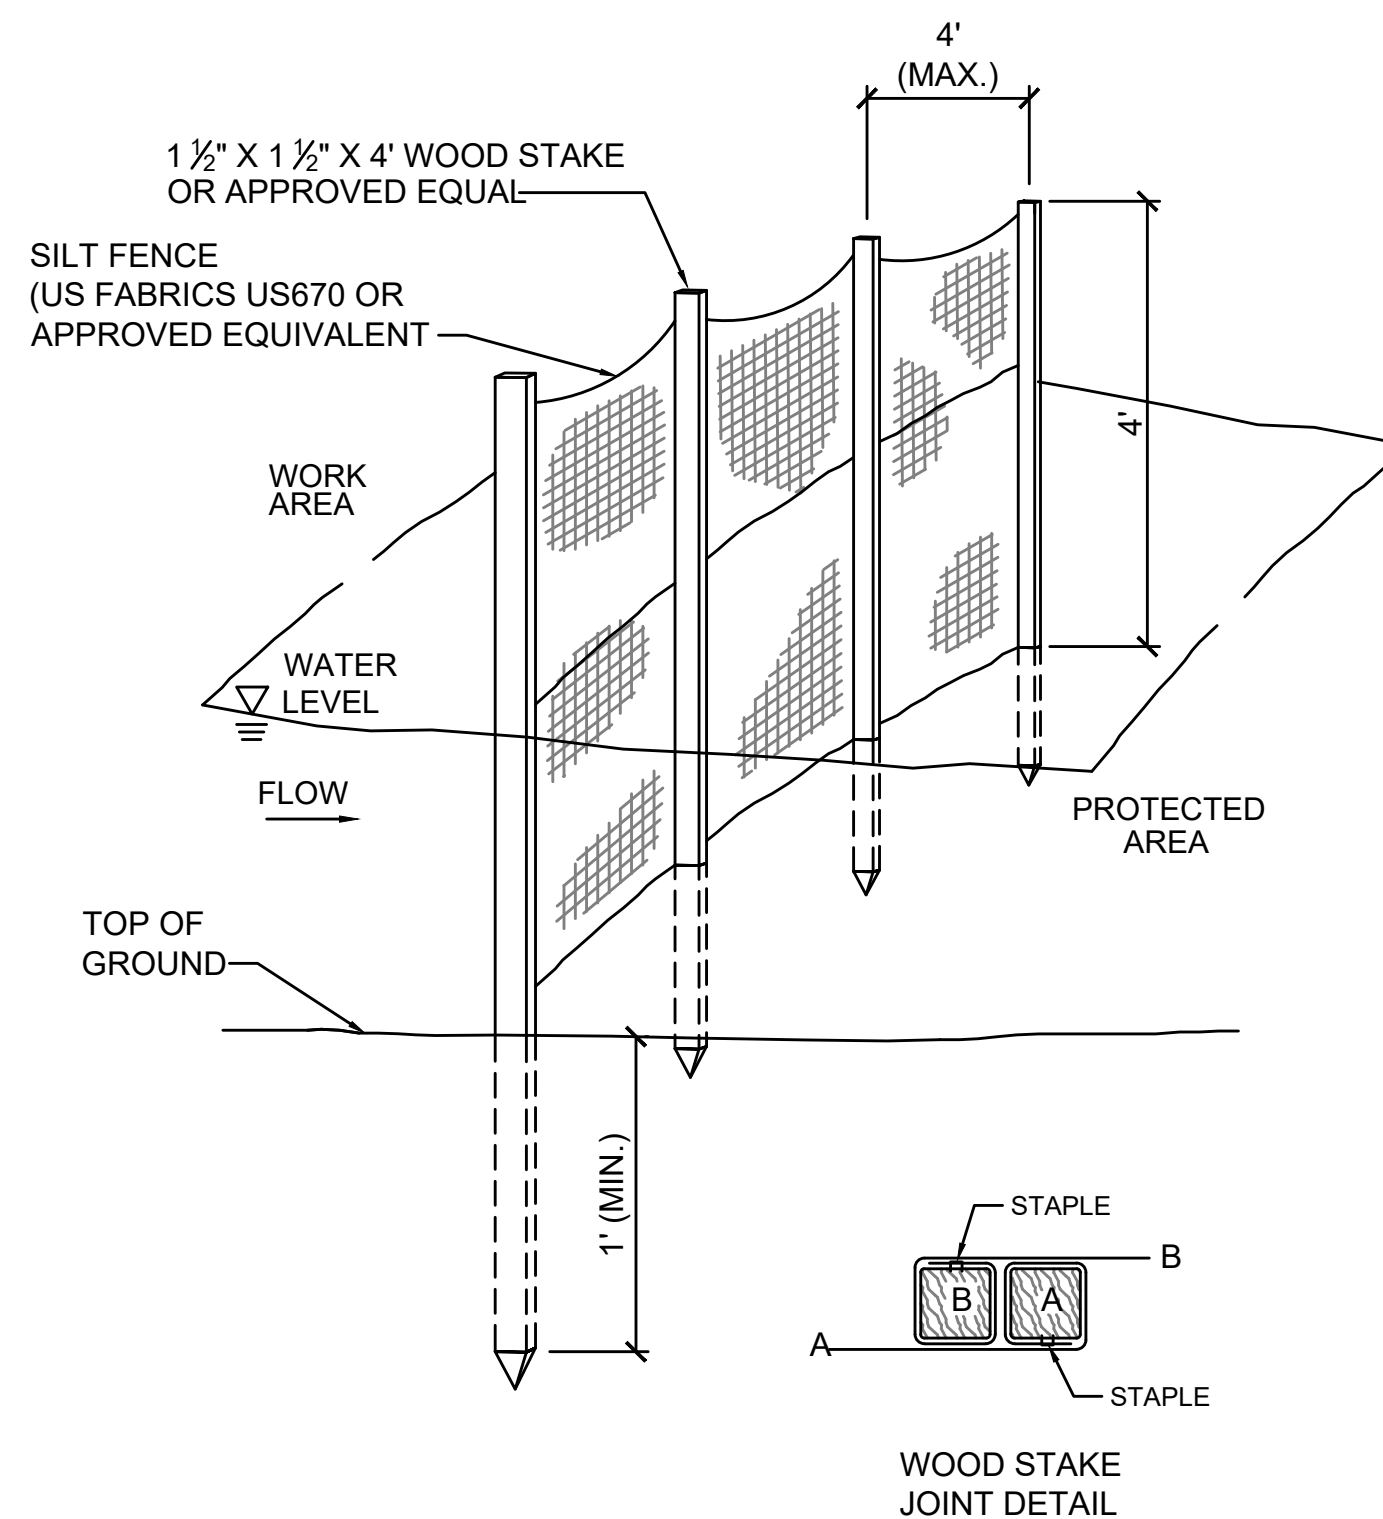 4'
(MAX.)
1 ½" X 1 ½" X 4' WOOD STAKE
OR APPROVED EQUAL
SILT FENCE
(US FABRICS US670 OR
APPROVED EQUIVALENT
4'
WORK
AREA
WATER
LEVEL
FLOW
PROTECTED
AREA
TOP OF
GROUND
1' (MIN.)
STAPLE
B
B
A
A
STAPLE
WOOD STAKE
JOINT DETAIL